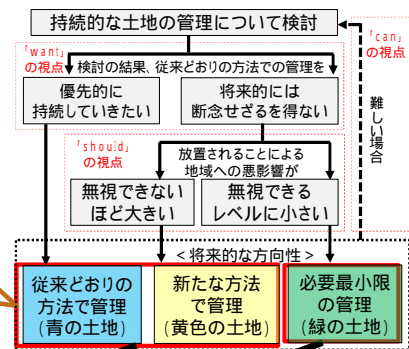 持続的な土地の管理について検討
「want」
の視点
「can」
の視点
検討の結果、従来どおりの方法での管理を
優先的に
持続していきたい
将来的には
断念せざるを得ない
難しい場合
「should」
の視点
放置されることによる
地域への悪影響が
無視できない
ほど大きい
無視できる
レベルに小さい
＜将来的な方向性＞
従来どおりの
方法で管理
(青の土地)
新たな方法
で管理
(黄色の土地)
必要最小限
の管理
(緑の土地)